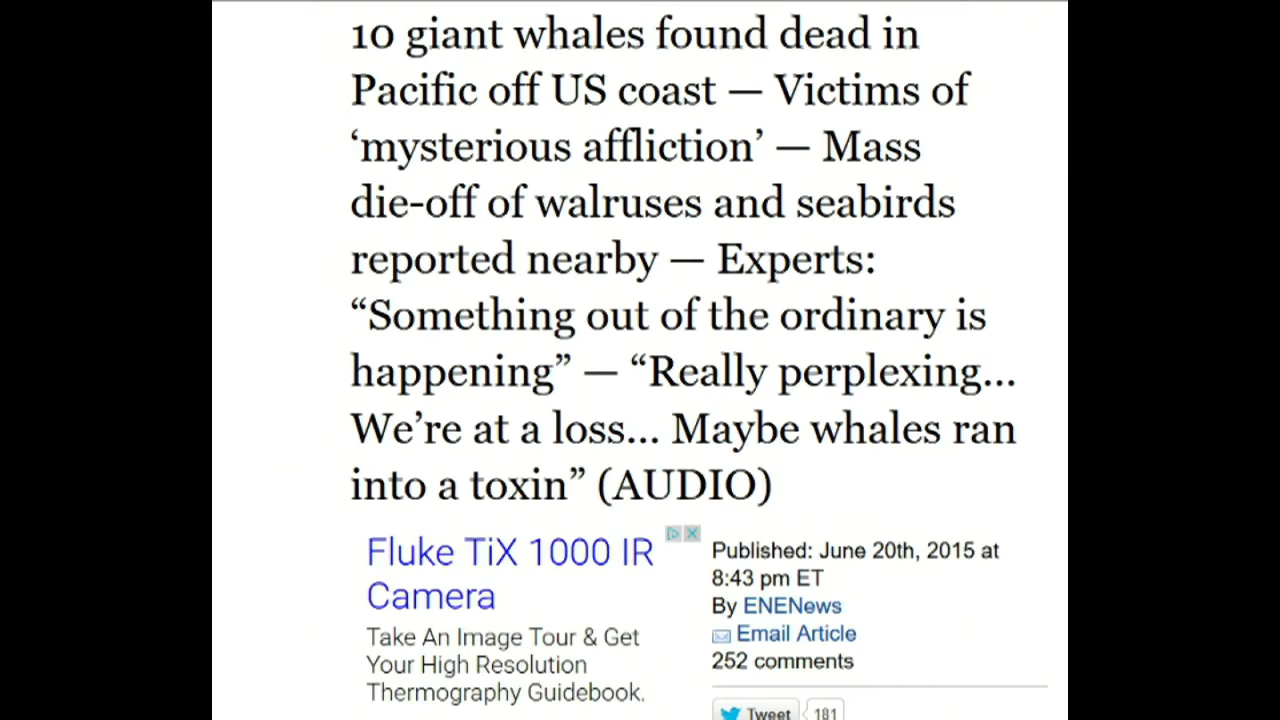 10 giant whales found dead in
Pacific off US coast — Victims of
‘mysterious affliction’ — Mass
die-off of walruses and seabirds
reported nearby — Experts:
“Something out of the ordinary is
happening” — “Really perplexing...
We’re at a loss... Maybe whales ran
into a toxin” (AUDIO)
Fluke TiX 1000 IR
Camera
Take An Image Tour & Get
Your High Resolution
Thermography Guidebook.
Published: June 20th, 2015 at
8:43 pm ET
By ENENews
Email Article
252 comments
Tweet 181